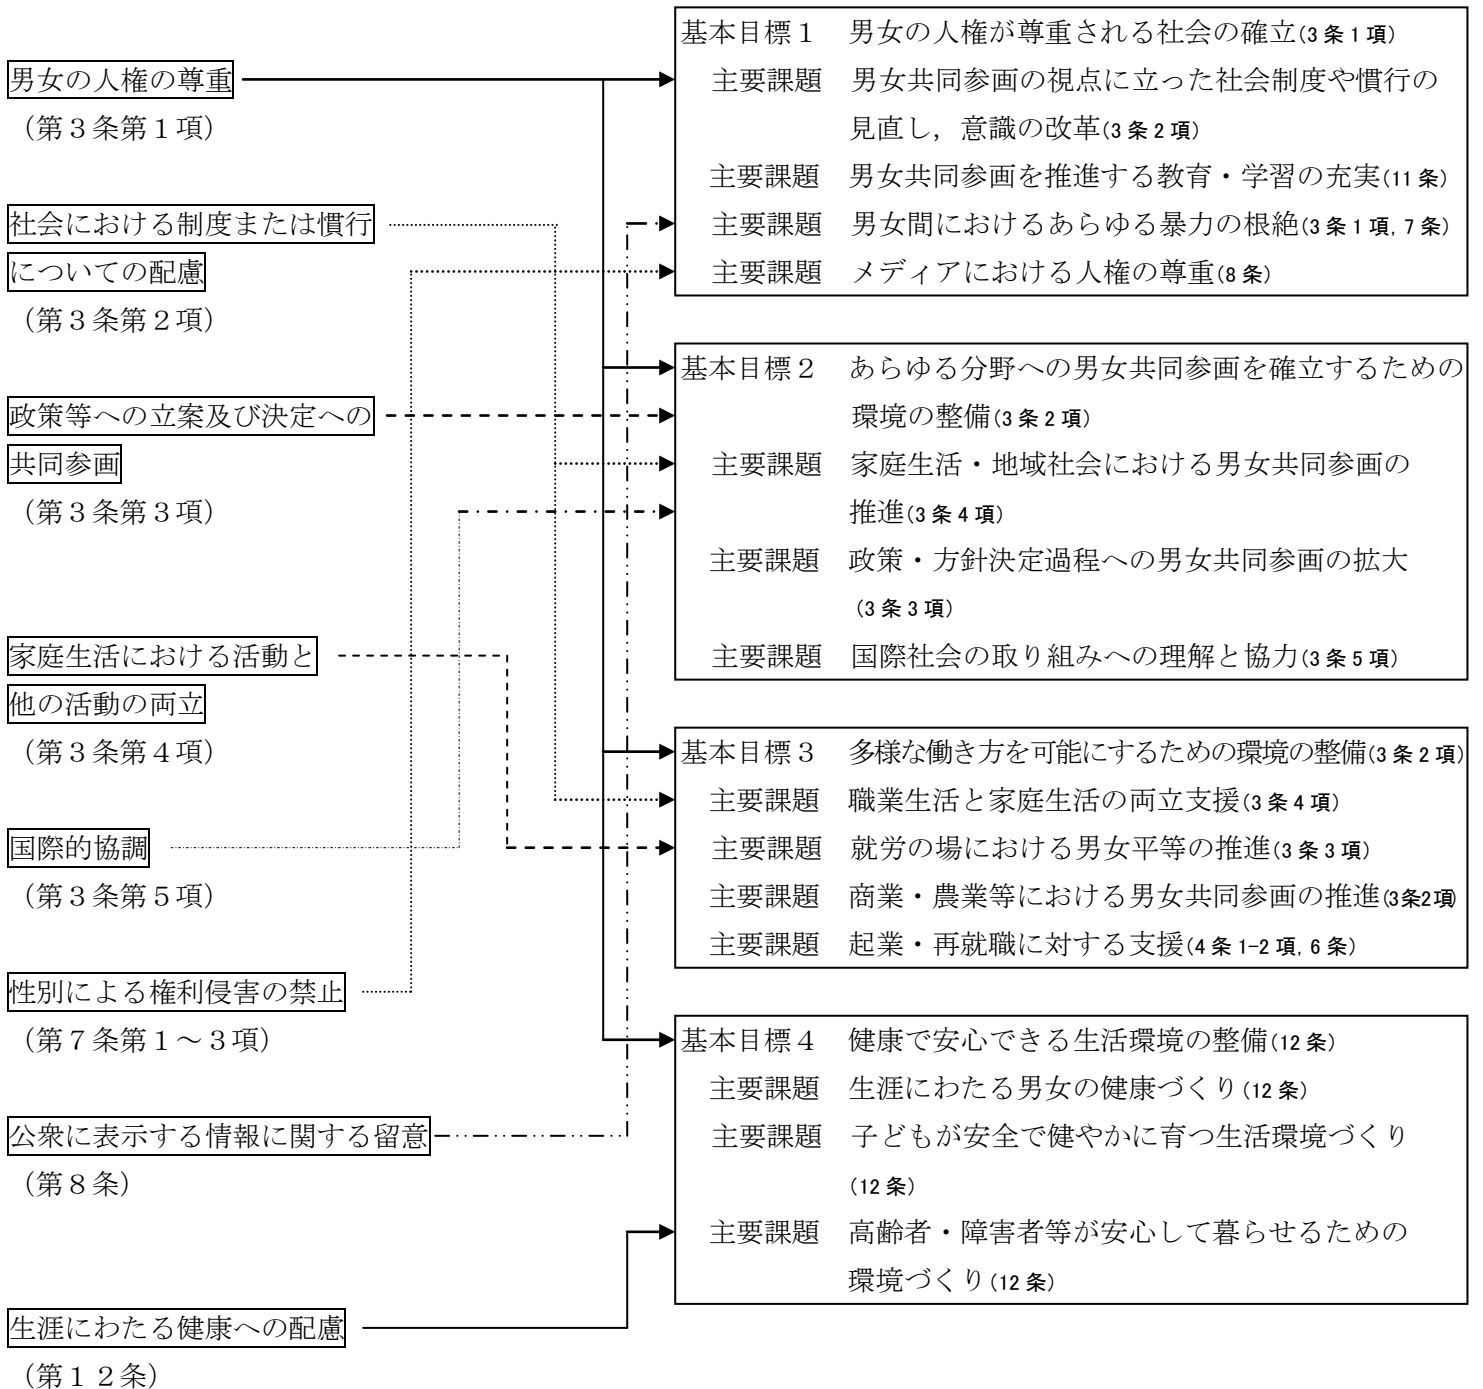 男女の人権の尊重
（第３条第１項）
社会における制度または慣行
についての配慮
（第３条第２項）
政策等への立案及び決定への
共同参画
（第３条第３項）
家庭生活における活動と
他の活動の両立
（第３条第４項）
国際的協調
（第３条第５項）
性別による権利侵害の禁止
（第７条第１～３項）
公衆に表示する情報に関する留意
（第８条）
生涯にわたる健康への配慮
（第１２条）
基本目標１　男女の人権が尊重される社会の確立(3条1項)
主要課題　男女共同参画の視点に立った社会制度や慣行の
見直し，意識の改革(3条2項)
主要課題　男女共同参画を推進する教育・学習の充実(11条)
主要課題　男女間におけるあらゆる暴力の根絶(3条1項,7条)
主要課題　メディアにおける人権の尊重(8条)
基本目標２　あらゆる分野への男女共同参画を確立するための
環境の整備(3条2項)
主要課題　家庭生活・地域社会における男女共同参画の
推進(3条4項)
主要課題　政策・方針決定過程への男女共同参画の拡大
(3条3項)
主要課題　国際社会の取り組みへの理解と協力(3条5項)
基本目標３　多様な働き方を可能にするための環境の整備(3条2項)
主要課題　職業生活と家庭生活の両立支援(3条4項)
主要課題　就労の場における男女平等の推進(3条3項)
主要課題　商業・農業等における男女共同参画の推進(3条2項)
主要課題　起業・再就職に対する支援(4条1-2項,6条)
基本目標４　健康で安心できる生活環境の整備(12条)
主要課題　生涯にわたる男女の健康づくり(12条)
主要課題　子どもが安全で健やかに育つ生活環境づくり
(12条)
主要課題　高齢者・障害者等が安心して暮らせるための
環境づくり(12条)